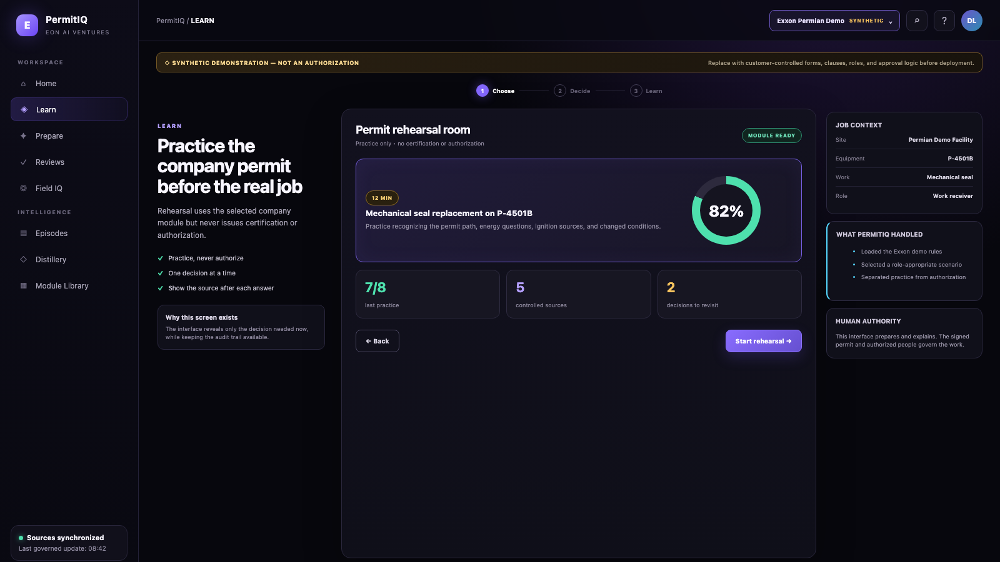 E
PermitIQ
EON AI VENTURES
WORKSPACE
Home
Learn
Prepare
Reviews
Field IQ
INTELLIGENCE
Episodes
Distillery
Module Library
Sources synchronized
Last governed update: 08:42
PermitIQ / LEARN
Exxon Permian Demo SYNTHETIC
?
DL
SYNTHETIC DEMONSTRATION — NOT AN AUTHORIZATION
Replace with customer-controlled forms, clauses, roles, and approval logic before deployment.
1 Choose
2 Decide
3 Learn
LEARN
Practice the
company permit
before the real job
Rehearsal uses the selected company
module but never issues certification or
authorization.
✓ Practice, never authorize
✓ One decision at a time
✓ Show the source after each answer
Why this screen exists
The interface reveals only the decision needed now,
while keeping the audit trail available.
Permit rehearsal room
Practice only • no certification or authorization
MODULE READY
12 MIN
Mechanical seal replacement on P-4501B
Practice recognizing the permit path, energy questions, ignition sources, and changed conditions.
82%
7/8
last practice
5
controlled sources
2
decisions to revisit
← Back
Start rehearsal →
JOB CONTEXT
Site Permian Demo Facility
Equipment P-4501B
Work Mechanical seal
Role Work receiver
WHAT PERMITIQ HANDLED
• Loaded the Exxon demo rules
• Selected a role-appropriate scenario
• Separated practice from authorization
HUMAN AUTHORITY
This interface prepares and explains. The signed
permit and authorized people govern the work.